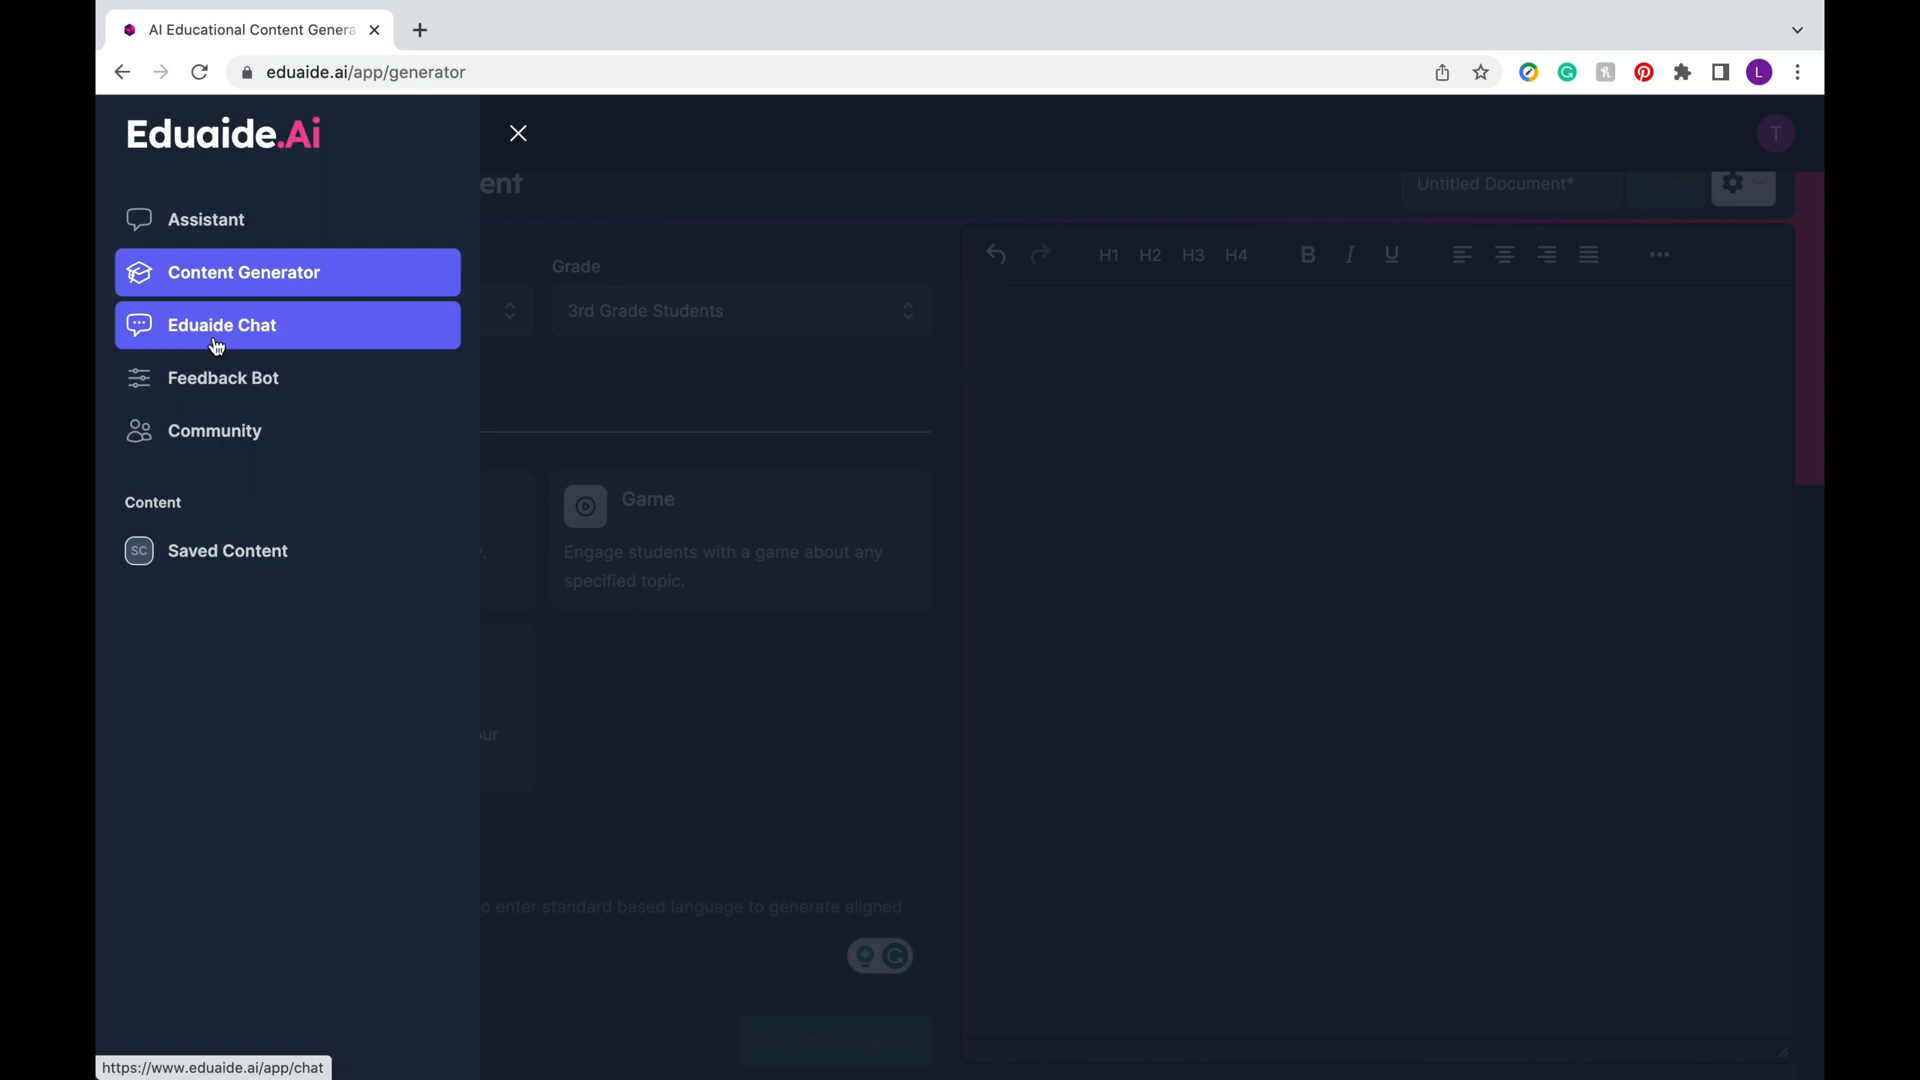 AI Educational Content Genera
eduaide.ai/app/generator
L
Eduaide.Ai
T
ent
Untitled Document*
Assistant
Content Generator
Eduaide Chat
Feedback Bot
Community
Content
SC Saved Content
Grade
3rd Grade Students
H1 H2 H3 H4 B I U
Game
Engage students with a game about any
specified topic.
our
o enter standard based language to generate aligned
https://www.eduaide.ai/app/chat